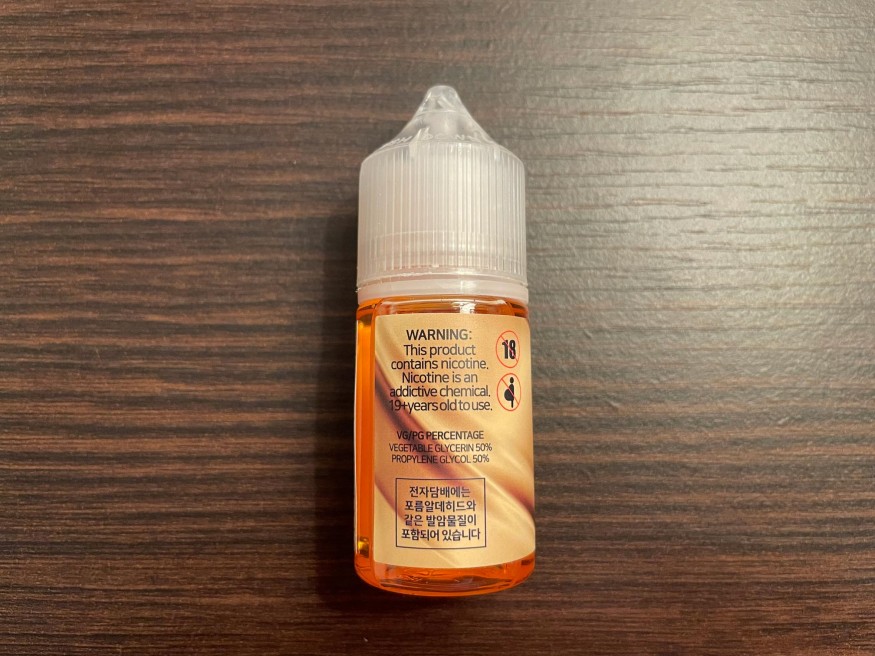 WARNING:
This product
contains nicotine.
Nicotine is an
addictive chemical.
19+years old to use.
19
VG/PG PERCENTAGE
VEGETABLE GLYCERIN 50%
PROPYLENE GLYCOL 50%
전자담배에는
포름알데히드와
같은 발암물질이
포함되어 있습니다